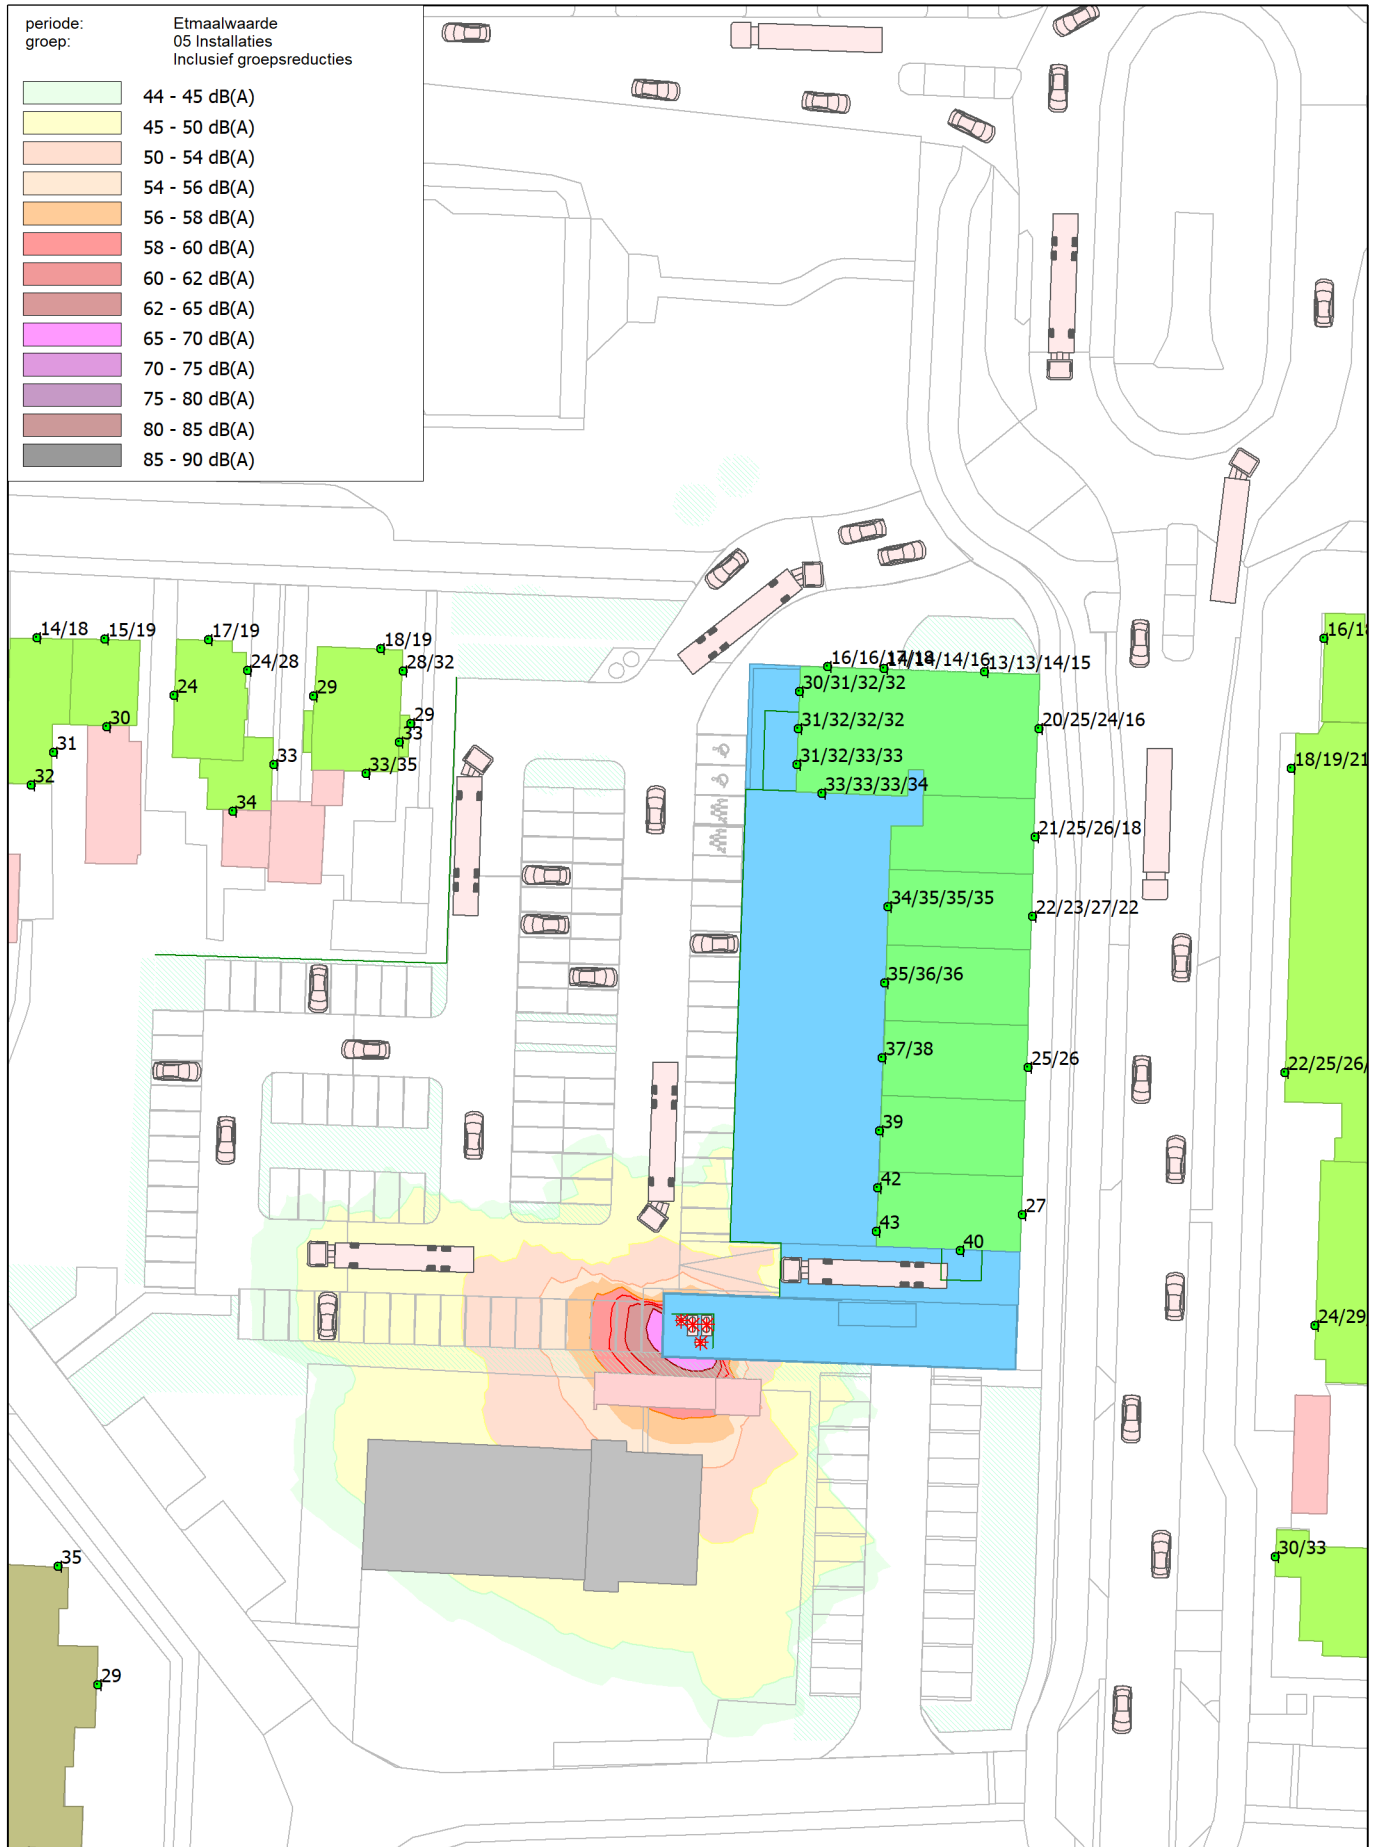 periode: Etmaalwaarde
groep: 05 Installaties
Inclusief groepsreducties
44 - 45 dB(A)
45 - 50 dB(A)
50 - 54 dB(A)
54 - 56 dB(A)
56 - 58 dB(A)
58 - 60 dB(A)
60 - 62 dB(A)
62 - 65 dB(A)
65 - 70 dB(A)
70 - 75 dB(A)
75 - 80 dB(A)
80 - 85 dB(A)
85 - 90 dB(A)
14/18
15/19
17/19
18/19
24/28
28/32
24
29
29
30
33
31
33
33/35
32
34
16/16/17/18
14/14/14/16
13/13/14/15
30/31/32/32
31/32/32/32
20/25/24/16
31/32/33/33
33/33/33/34
18/19/21
21/25/26/18
34/35/35/35
22/23/27/22
35/36/36
37/38
25/26
22/25/26/
39
42
43
27
40
24/29
30/33
35
29